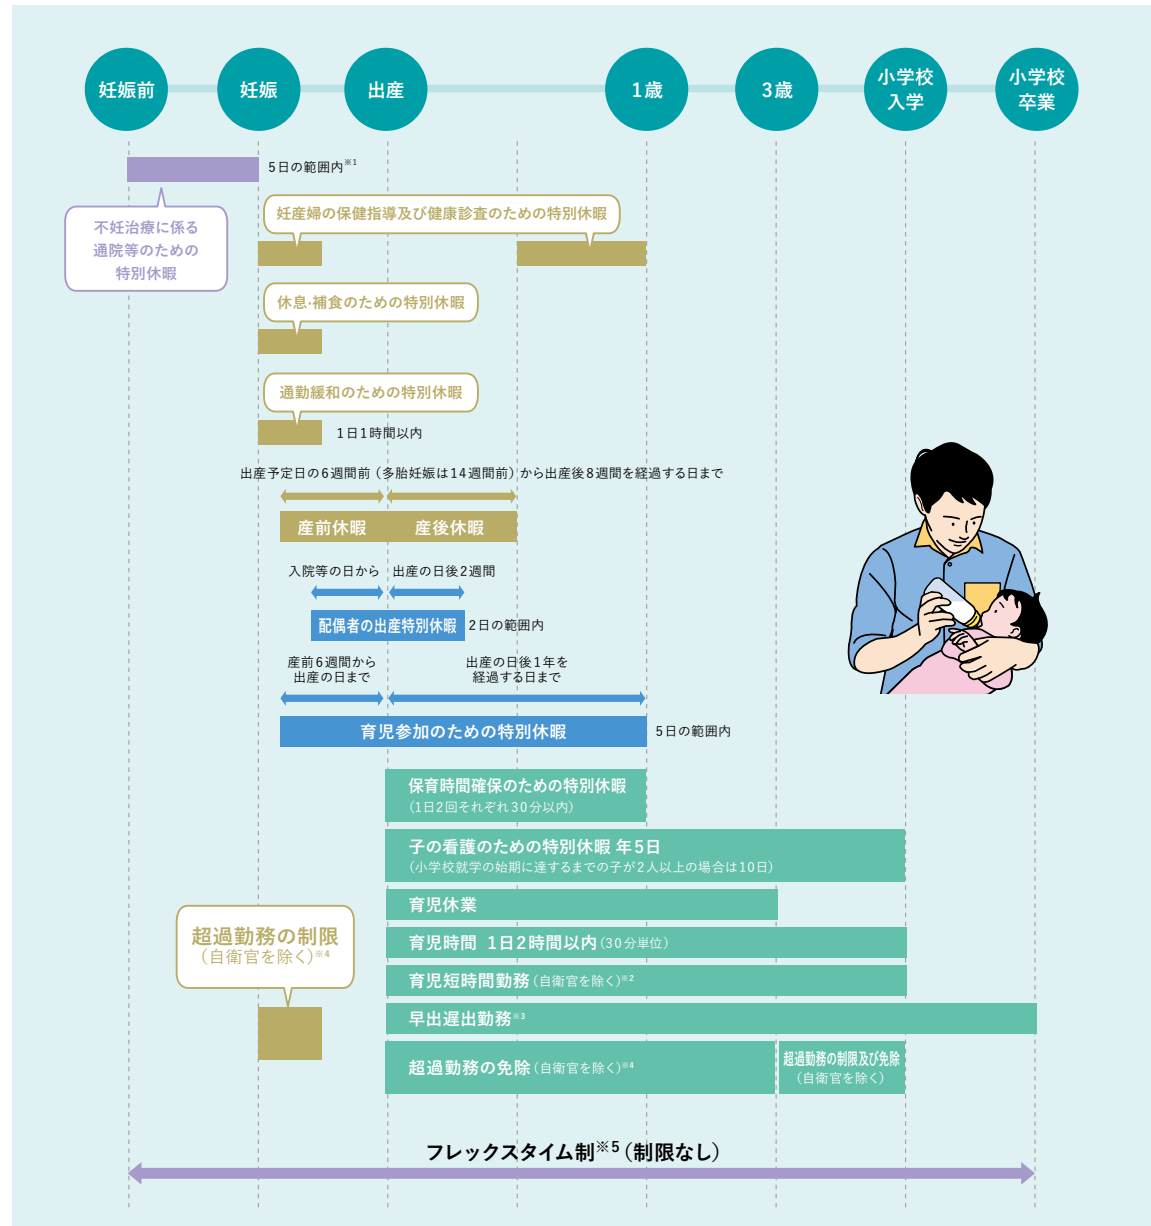 妊娠前
妊娠
出産
1歳
3歳
小学校
入学
小学校
卒業
5日の範囲内※1
不妊治療に係る
通院等のための
特別休暇
妊産婦の保健指導及び健康診査のための特別休暇
休息·補食のための特別休暇
通勤緩和のための特別休暇
1日1時間以内
出産予定日の6週間前（多胎妊娠は14週間前）から出産後8週間を経過する日まで
産前休暇
産後休暇
入院等の日から
出産の日後2週間
配偶者の出産特別休暇
2日の範囲内
産前6週間から
出産の日まで
出産の日後1年を
経過する日まで
育児参加のための特別休暇
5日の範囲内
保育時間確保のための特別休暇
（1日2回それぞれ30分以内）
子の看護のための特別休暇 年5日
（小学校就学の始期に達するまでの子が2人以上の場合は10日）
育児休業
超過勤務の制限
（自衛官を除く）※4
育児時間 1日2時間以内（30分単位）
育児短時間勤務（自衛官を除く）※2
早出遅出勤務※3
超過勤務の免除（自衛官を除く）※4
超過勤務の制限及び免除
（自衛官を除く）
フレックスタイム制※5（制限なし）